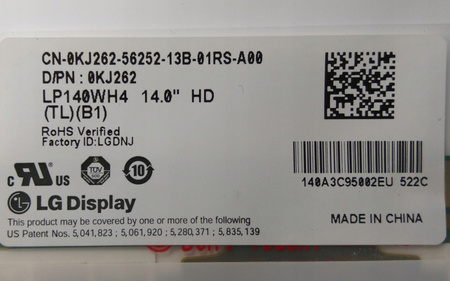 CN-0KJ262-56252-13B-01RS-A00
D/PN : 0KJ262
LP140WH4 14.0" HD
(TL)(B1)
RoHS Verified
Factory ID:LGDNJ
c RU US
TÜV
10
140A3C95002EU 522C
LG Display
MADE IN CHINA
This product may be covered by one or more of the following
US Patent Nos. 5,041,823 ; 5,061,920 ; 5,280,371 ; 5,835,139